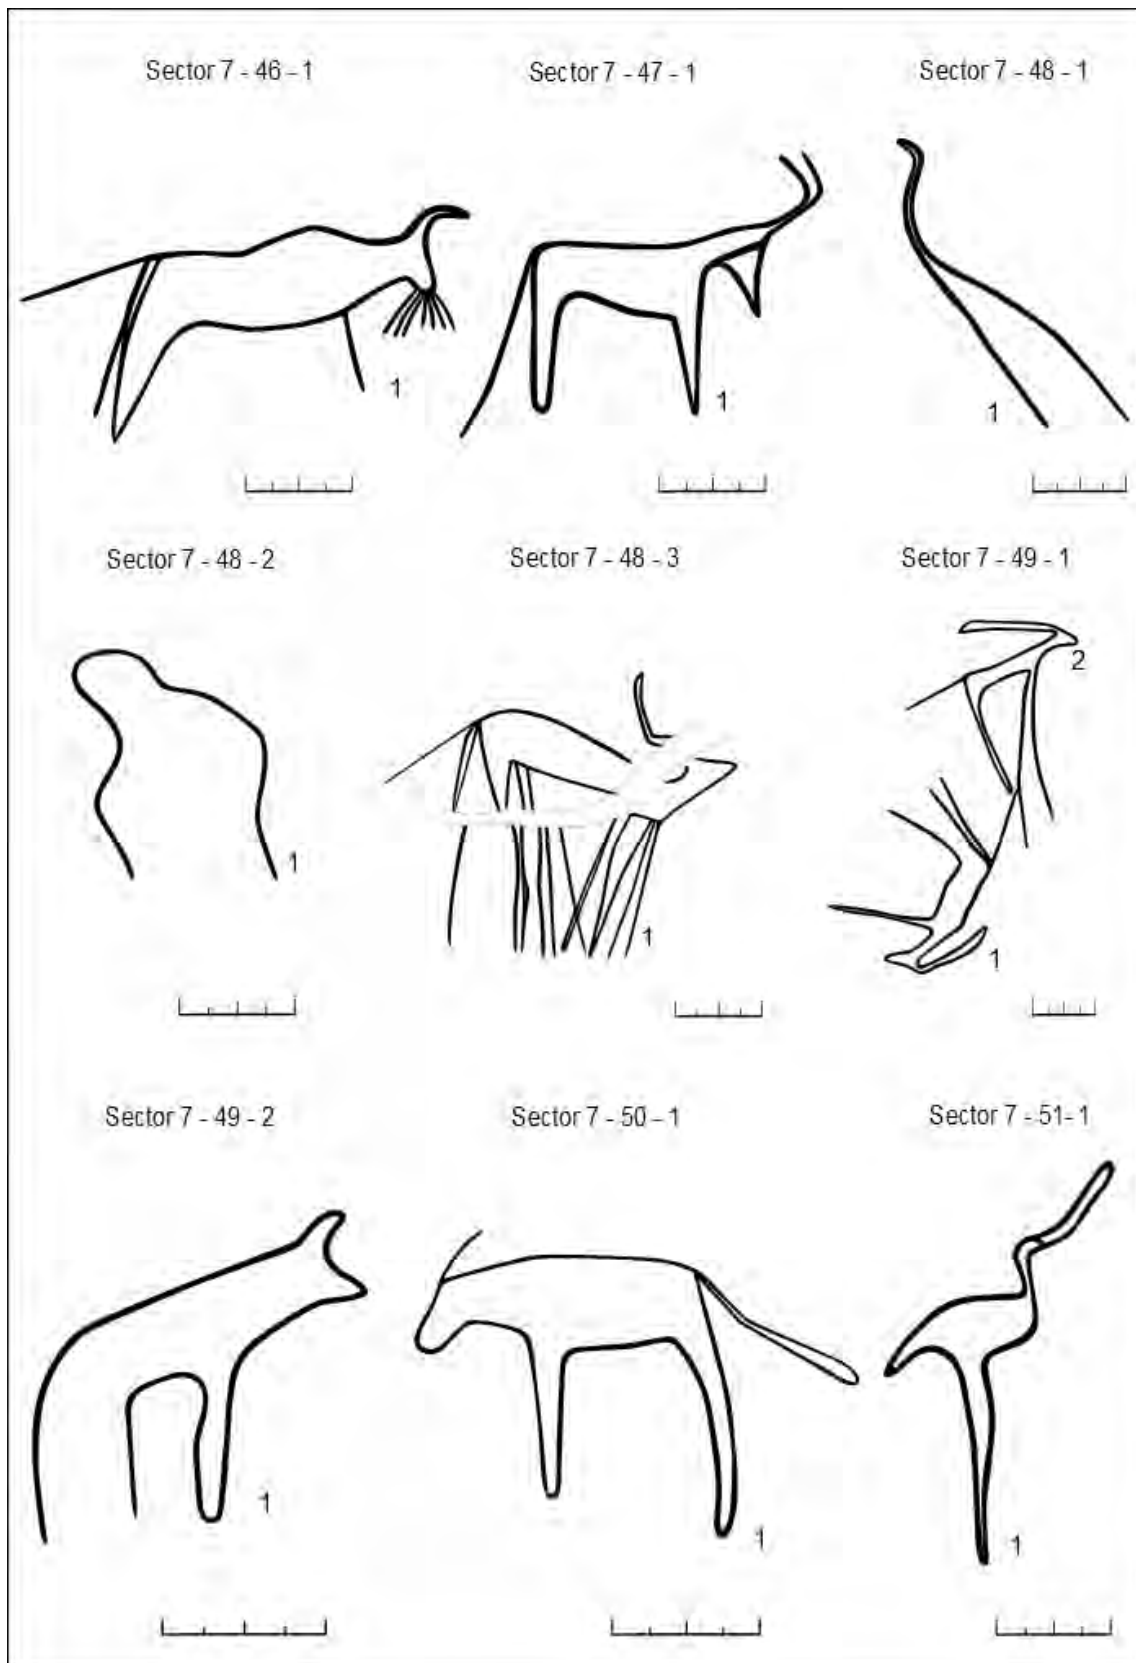 Sector 7 - 46 - 1
Sector 7 - 47 - 1
Sector 7 - 48 - 1
1
1
1
Sector 7 - 48 - 2
Sector 7 - 48 - 3
Sector 7 - 49 - 1
2
1
1
1
Sector 7 - 49 - 2
Sector 7 - 50 - 1
Sector 7 - 51- 1
1
1
1